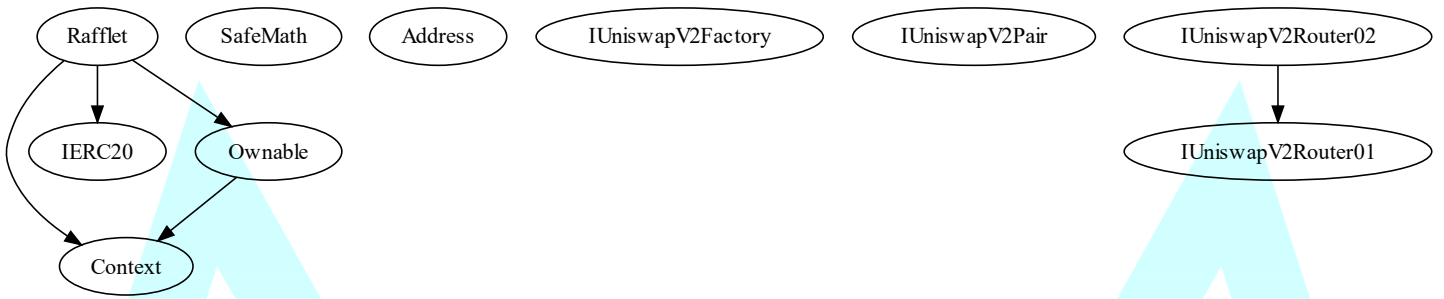 Rafflet
SafeMath
Address
IUniswapV2Factory
IUniswapV2Pair
IUniswapV2Router02
IERC20
Ownable
IUniswapV2Router01
Context